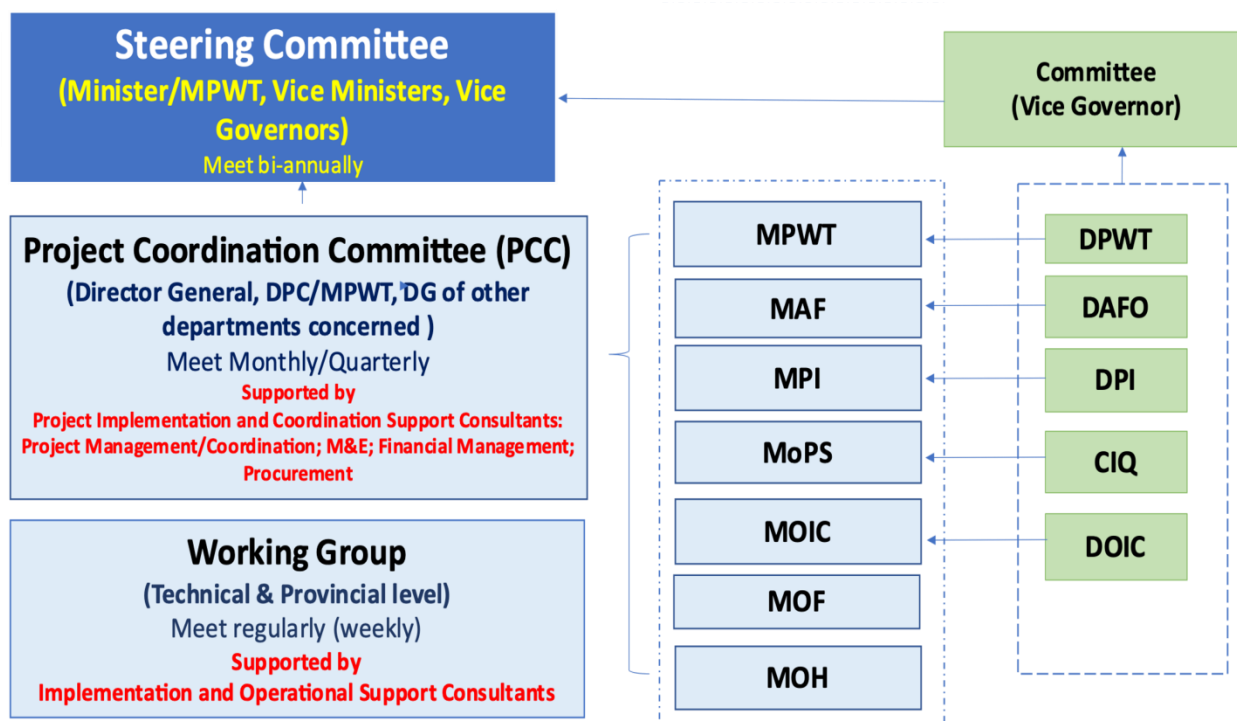 Steering Committee
(Minister/MPWT, Vice Ministers, Vice
Governors)
Meet bi-annually
Committee
(Vice Governor)
Project Coordination Committee (PCC)
(Director General, DPC/MPWT, DG of other
departments concerned )
Meet Monthly/Quarterly
Supported by
Project Implementation and Coordination Support Consultants:
Project Management/Coordination; M&E; Financial Management;
Procurement
Working Group
(Technical & Provincial level)
Meet regularly (weekly)
Supported by
Implementation and Operational Support Consultants
MPWT
MAF
MPI
MoPS
MOIC
MOF
MOH
DPWT
DAFO
DPI
CIQ
DOIC